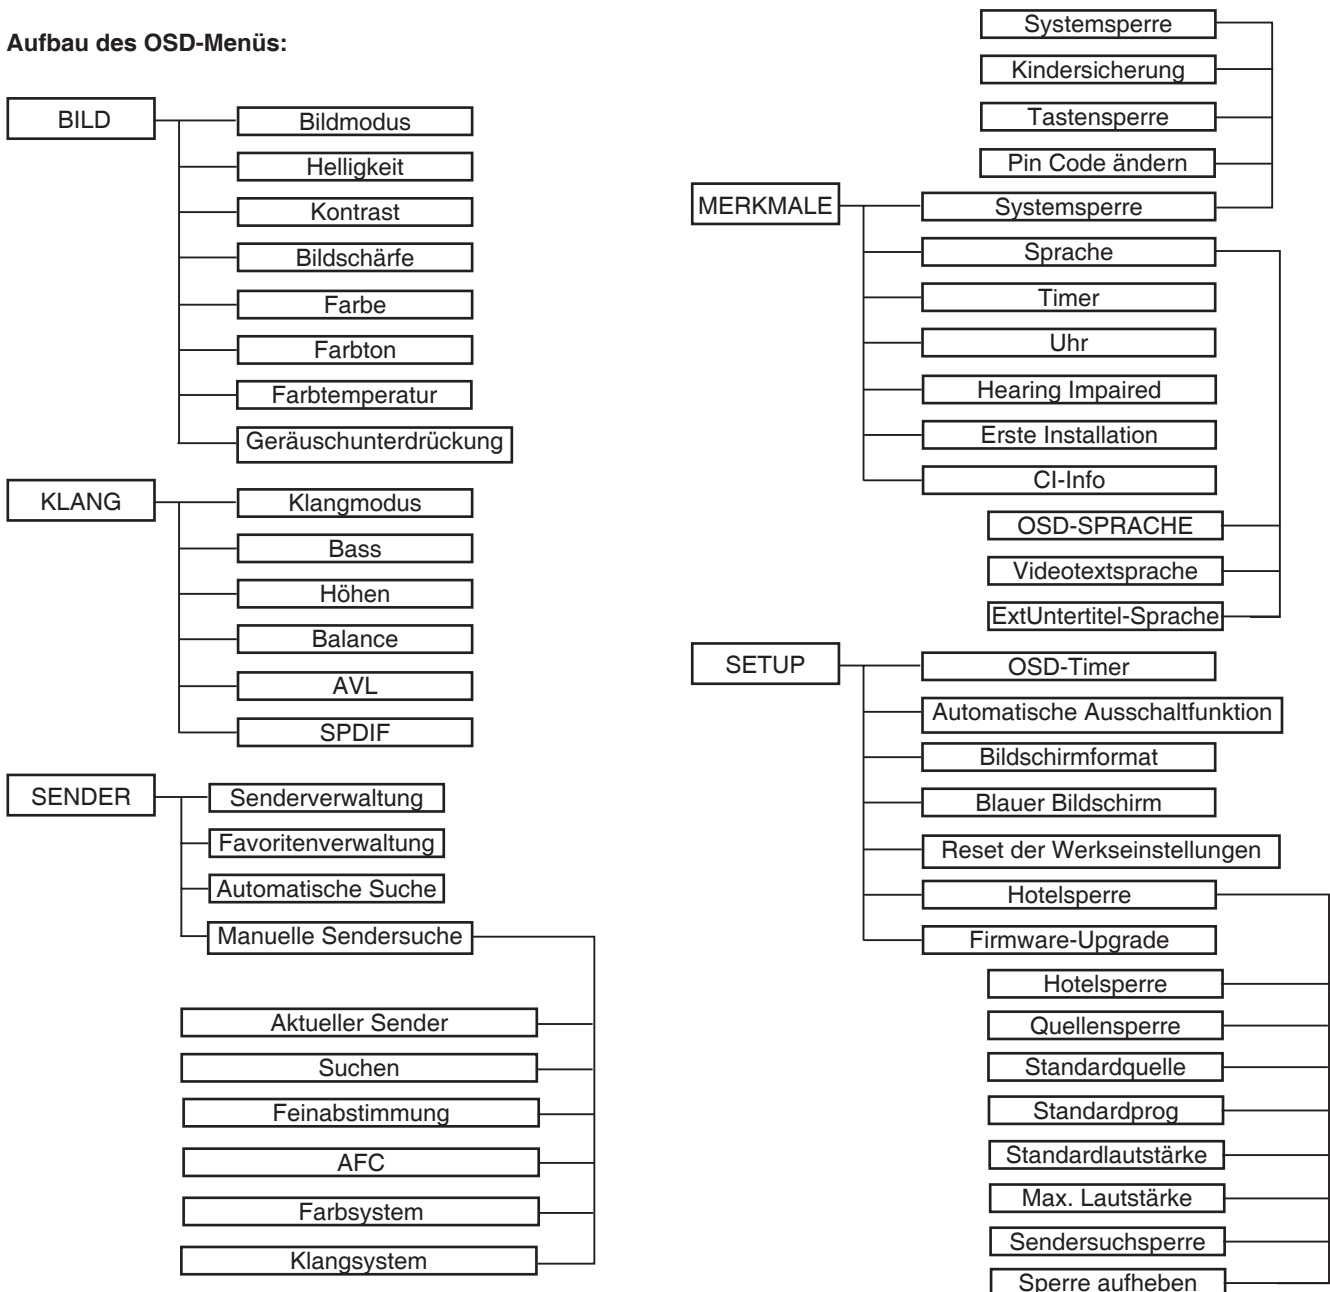 Aufbau des OSD-Menüs:
BILD
Bildmodus
Helligkeit
Kontrast
Bildschärfe
Farbe
Farbton
Farbtemperatur
Geräuschunterdrückung
KLANG
Klangmodus
Bass
Höhen
Balance
AVL
SPDIF
SENDER
Senderverwaltung
Favoritenverwaltung
Automatische Suche
Manuelle Sendersuche
Aktueller Sender
Suchen
Feinabstimmung
AFC
Farbsystem
Klangsystem
Systemsperre
Kindersicherung
Tastensperre
Pin Code ändern
MERKMALE
Systemsperre
Sprache
Timer
Uhr
Hearing Impaired
Erste Installation
CI-Info
OSD-SPRACHE
Videotextsprache
ExtUntertitel-Sprache
SETUP
OSD-Timer
Automatische Ausschaltfunktion
Bildschirmformat
Blauer Bildschirm
Reset der Werkseinstellungen
Hotelsperre
Firmware-Upgrade
Hotelsperre
Quellensperre
Standardquelle
Standardprog
Standardlautstärke
Max. Lautstärke
Sendersuchsperre
Sperre aufheben